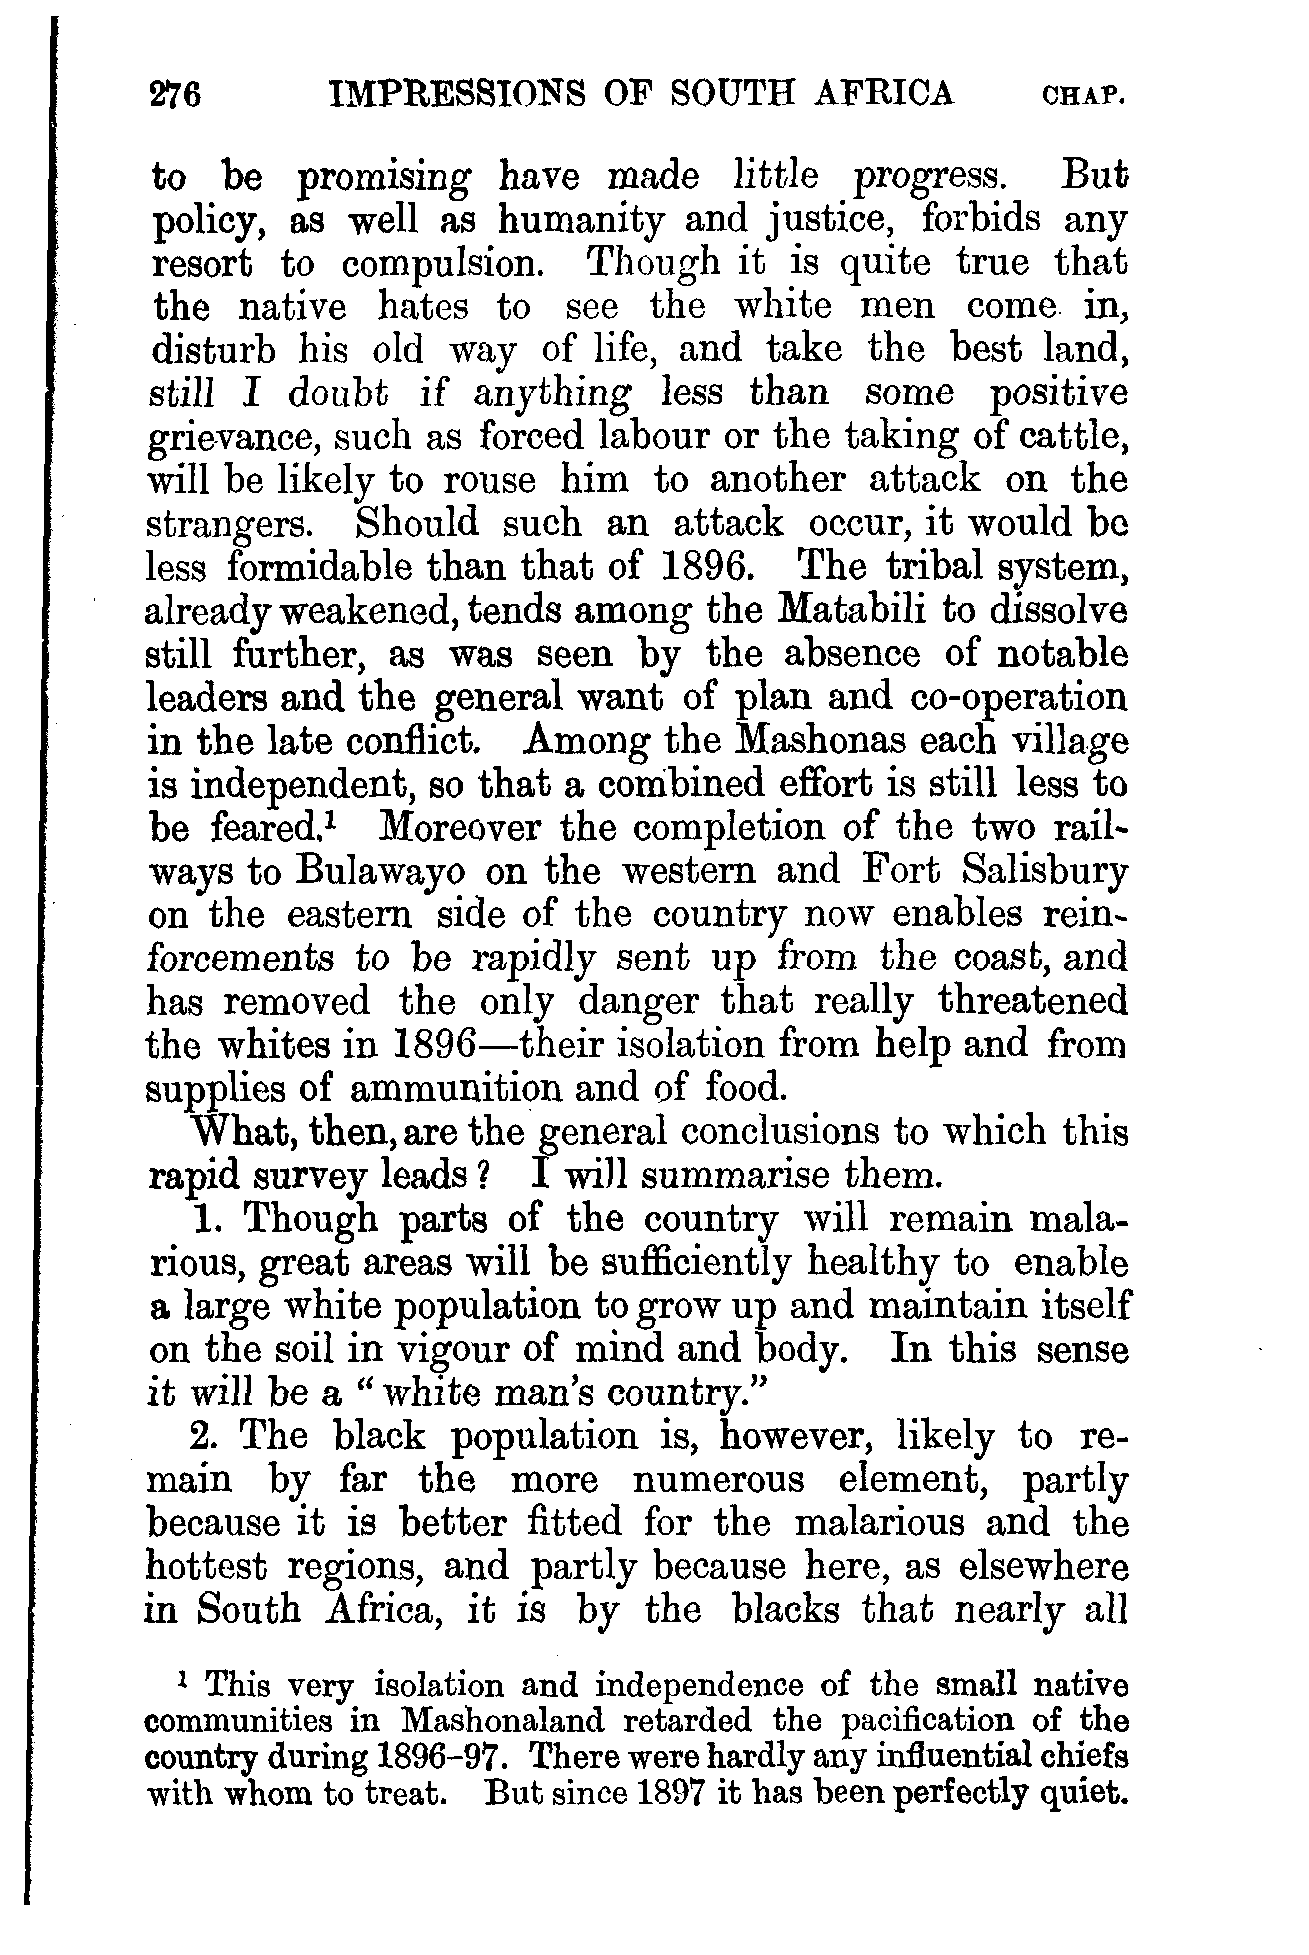 276 IMPRESSIONS OF SOUTH AFRICA CHAP.
to be promising have made little progress. But
policy, as well as humanity and justice, forbids any
resort to compulsion. Though it is quite true that
the native hates to see the white men come in,
disturb his old way of life, and take the best land,
still I doubt if anything less than some positive
grievance, such as forced labour or the taking of cattle,
will be likely to rouse him to another attack on the
strangers. Should such an attack occur, it would be
less formidable than that of 1896. The tribal system,
already weakened, tends among the Matabili to dissolve
still further, as was seen by the absence of notable
leaders and the general want of plan and co-operation
in the late conflict. Among the Mashonas each village
is independent, so that a combined effort is still less to
be feared.¹ Moreover the completion of the two rail-
ways to Bulawayo on the western and Fort Salisbury
on the eastern side of the country now enables rein-
forcements to be rapidly sent up from the coast, and
has removed the only danger that really threatened
the whites in 1896—their isolation from help and from
supplies of ammunition and of food.
What, then, are the general conclusions to which this
rapid survey leads? I will summarise them.
1. Though parts of the country will remain mala-
rious, great areas will be sufficiently healthy to enable
a large white population to grow up and maintain itself
on the soil in vigour of mind and body. In this sense
it will be a "white man's country."
2. The black population is, however, likely to re-
main by far the more numerous element, partly
because it is better fitted for the malarious and the
hottest regions, and partly because here, as elsewhere
in South Africa, it is by the blacks that nearly all
¹ This very isolation and independence of the small native
communities in Mashonaland retarded the pacification of the
country during 1896-97. There were hardly any influential chiefs
with whom to treat. But since 1897 it has been perfectly quiet.